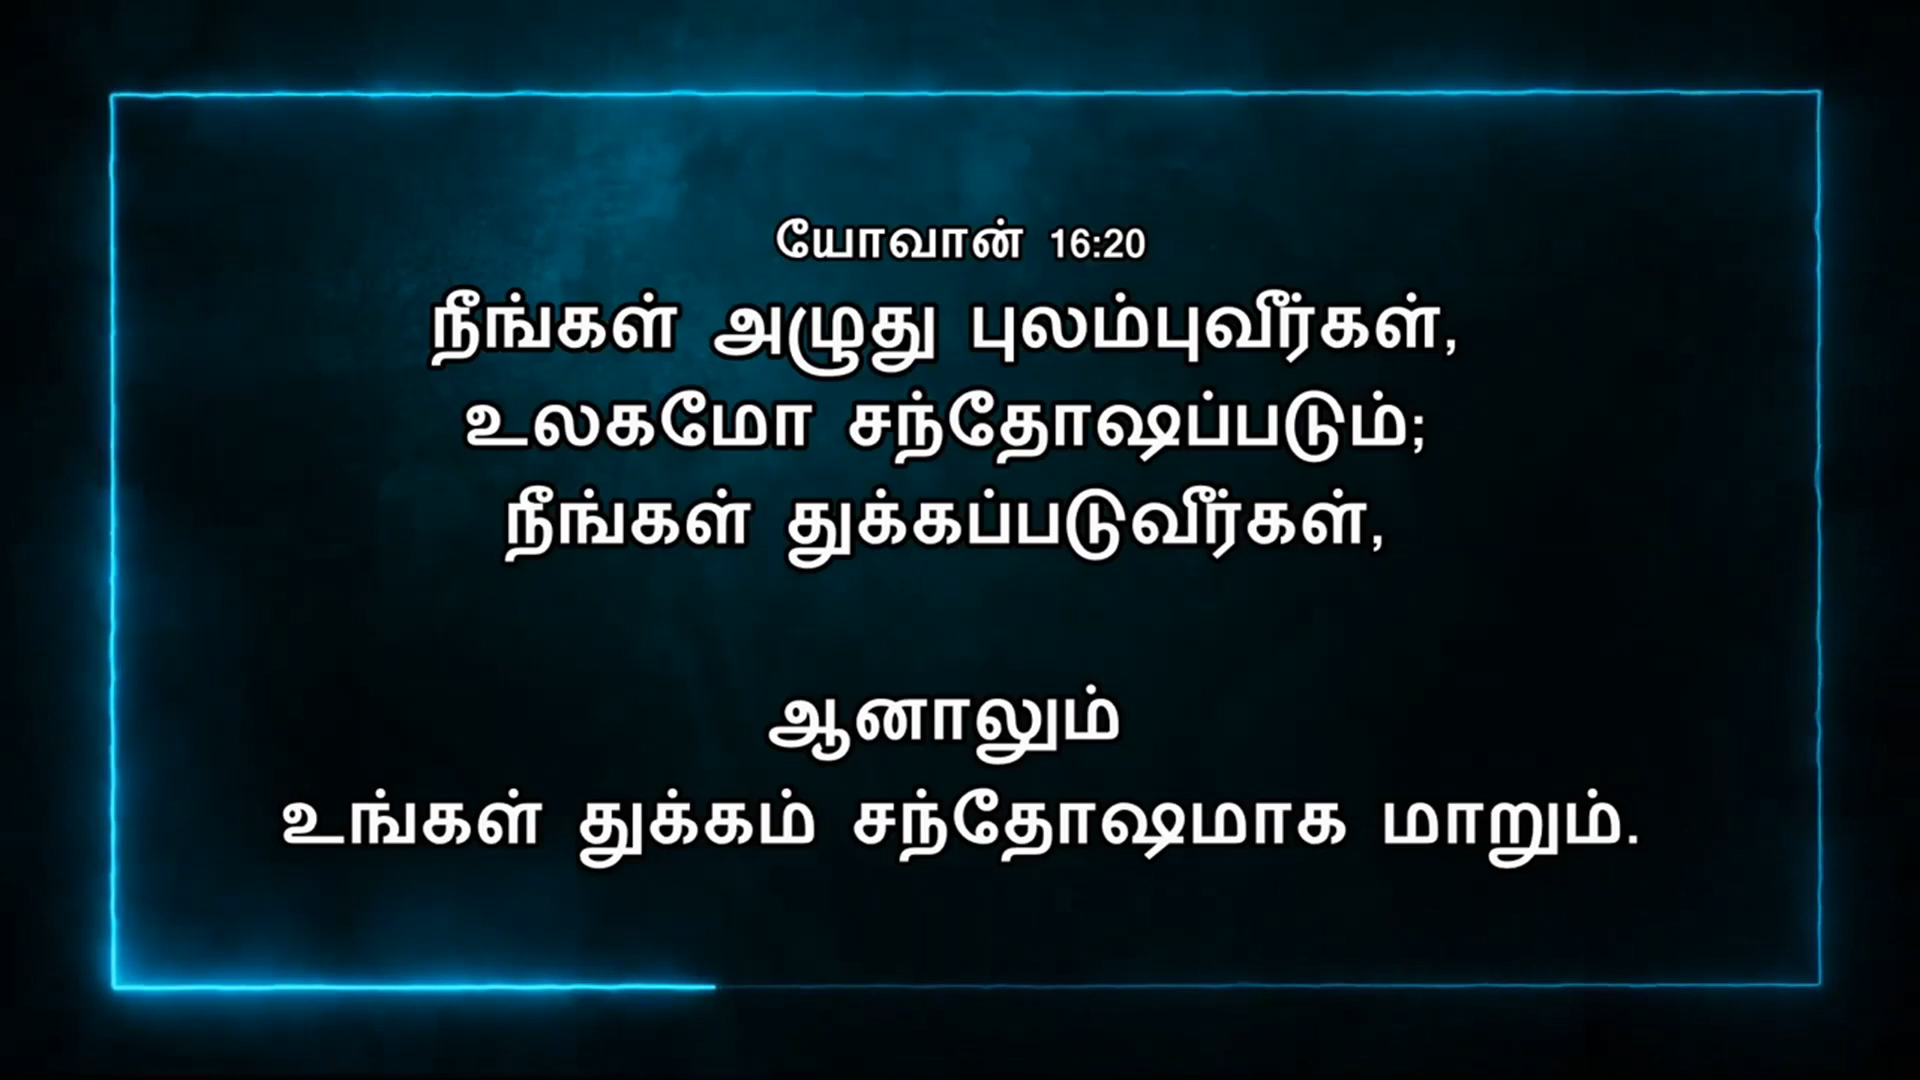 யோவான் 16:20
நீங்கள் அழுது புலம்புவீர்கள்,
உலகமோ சந்தோஷப்படும்;
நீங்கள் துக்கப்படுவீர்கள்,
ஆனாலும்
உங்கள் துக்கம் சந்தோஷமாக மாறும்.